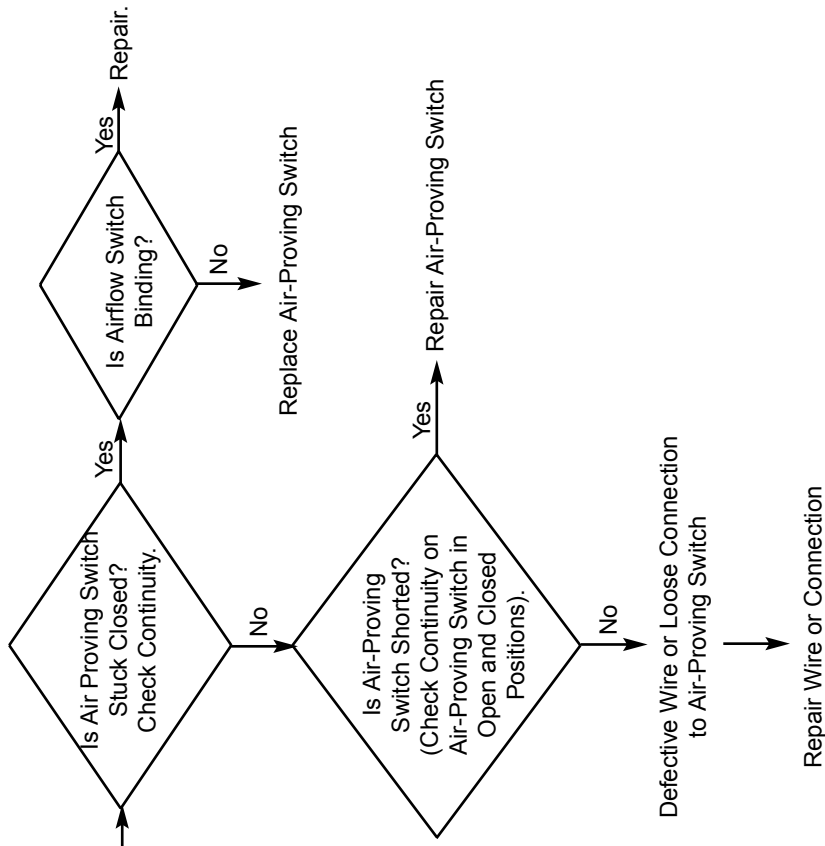 Is Air Proving Switch
Stuck Closed?
Check Continuity.
Yes
Is Airflow Switch
Binding?
Yes
Repair.
No
Replace Air-Proving Switch
No
Is Air-Proving
Switch Shorted?
(Check Continuity on
Air-Proving Switch in
Open and Closed
Positions).
Yes
Repair Air-Proving Switch
No
Defective Wire or Loose Connection
to Air-Proving Switch
Repair Wire or Connection